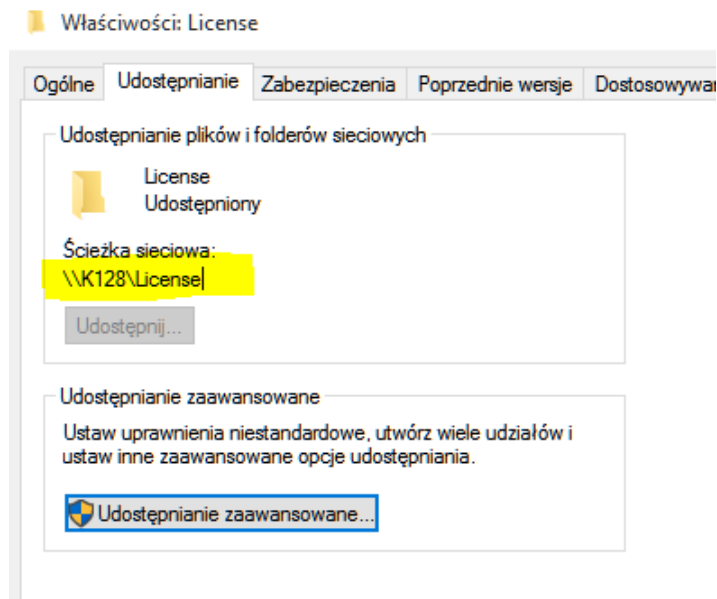 Właściwości: License
Ogólne Udostępnianie Zabezpieczenia Poprzednie wersje
Udostępnianie plików i folderów sieciowych
License
Udostępniony
Ścieżka sieciowa:
\\K128\License
Udostępnij...
Udostępnianie zaawansowane
Ustaw uprawnienia niestandardowe, utwórz wiele udziałów i
ustaw inne zaawansowane opcje udostępniania.
Udostępnianie zaawansowane...